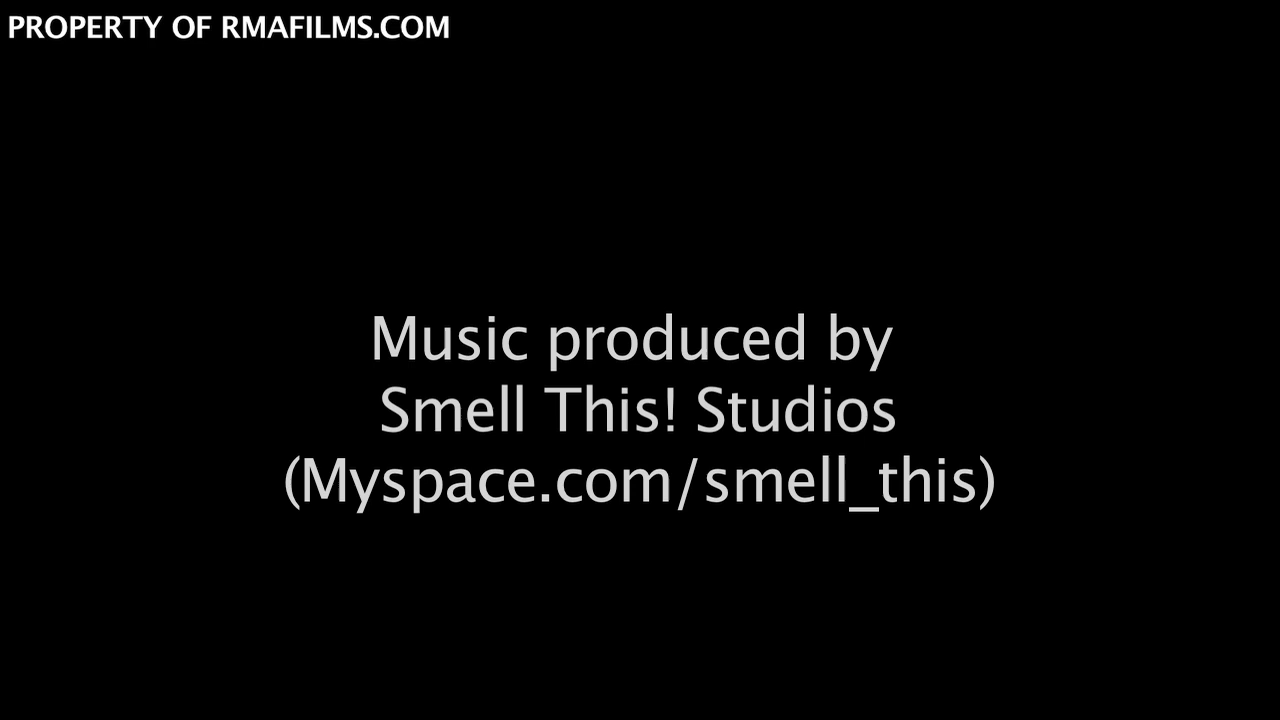 PROPERTY OF RMAFILMS.COM
Music produced by
Smell This! Studios
(Myspace.com/smell_this)